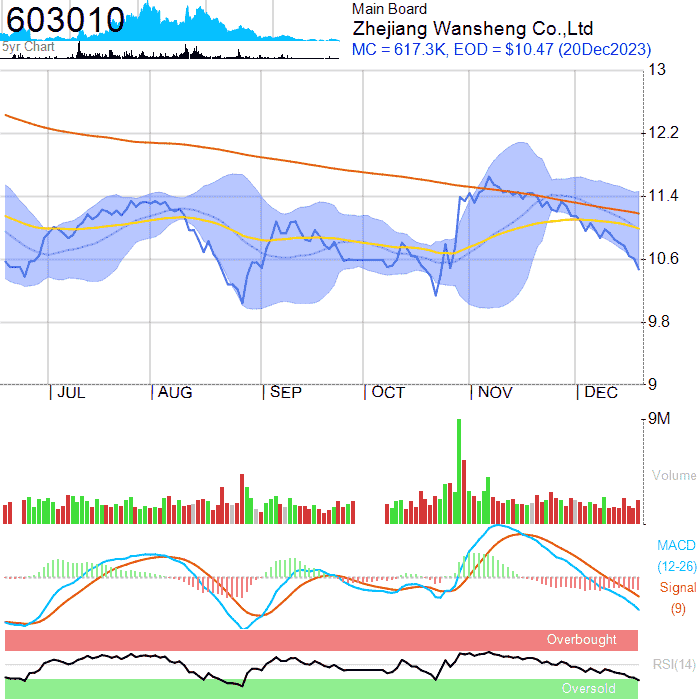 603010
5yr Chart
Main Board
Zhejiang Wansheng Co.,Ltd
MC = 617.3K, EOD = $10.47 (20Dec2023)
13
12.2
11.4
10.6
9.8
9
JUL AUG SEP OCT NOV DEC
9M
Volume
MACD
(12-26)
Signal
(9)
Overbought
RSI(14)
Oversold